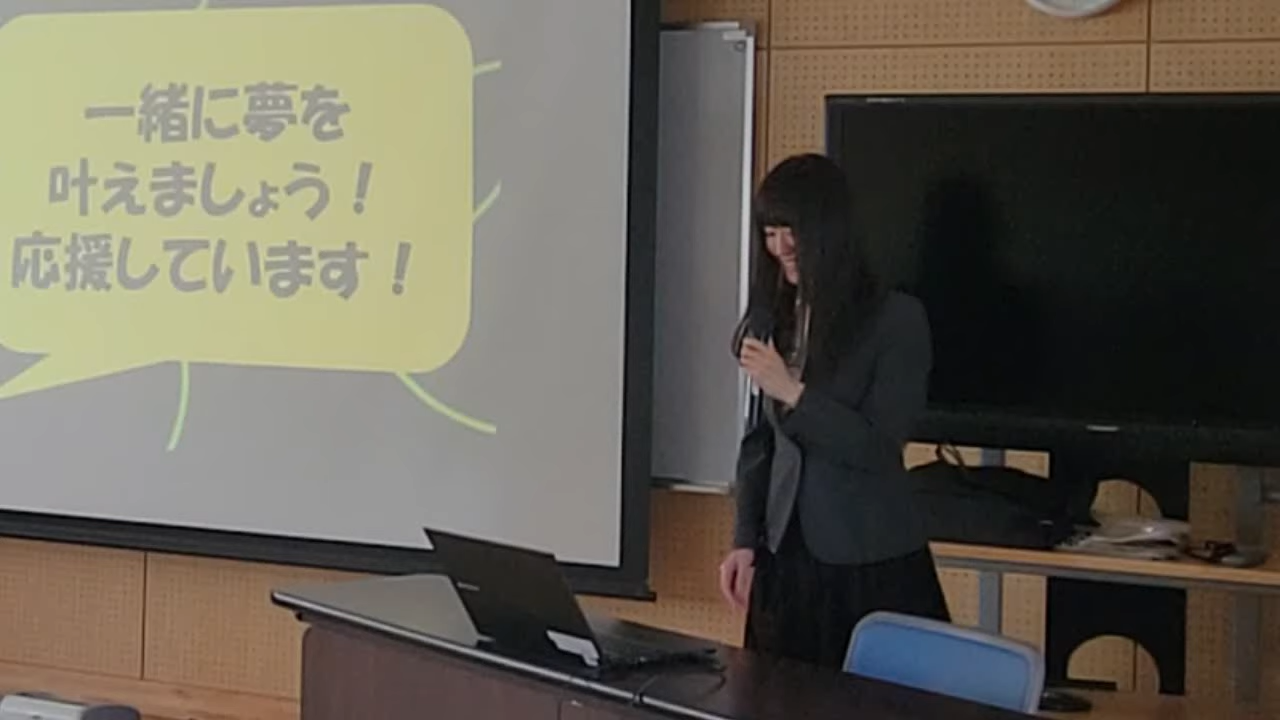 一緒に夢を
叶えましょう！
応援しています！